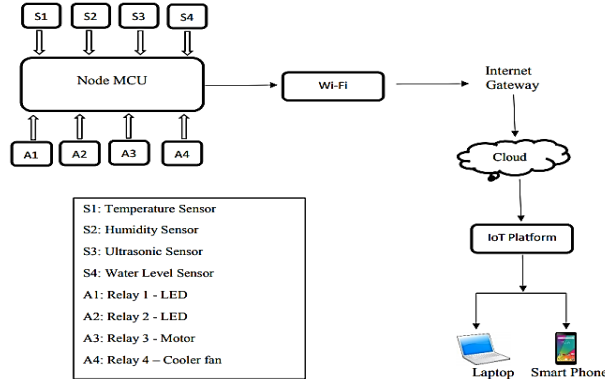 S1 S2 S3 S4
Node MCU
Wi-Fi
Internet
Gateway
A1 A2 A3 A4
Cloud
S1: Temperature Sensor
S2: Humidity Sensor
S3: Ultrasonic Sensor
S4: Water Level Sensor
A1: Relay 1 - LED
A2: Relay 2 - LED
A3: Relay 3 - Motor
A4: Relay 4 – Cooler fan
IoT Platform
Laptop Smart Phone